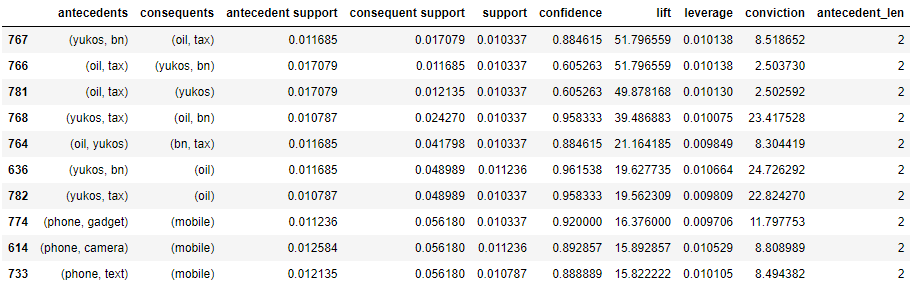 antecedents consequents antecedent support consequent support support confidence lift leverage conviction antecedent_len
767 (yukos, bn) (oil, tax) 0.011685 0.017079 0.010337 0.884615 51.796559 0.010138 8.518652 2
766 (oil, tax) (yukos, bn) 0.017079 0.011685 0.010337 0.605263 51.796559 0.010138 2.503730 2
781 (oil, tax) (yukos) 0.017079 0.012135 0.010337 0.605263 49.878168 0.010130 2.502592 2
768 (yukos, tax) (oil, bn) 0.010787 0.024270 0.010337 0.958333 39.486883 0.010075 23.417528 2
764 (oil, yukos) (bn, tax) 0.011685 0.041798 0.010337 0.884615 21.164185 0.009849 8.304419 2
636 (yukos, bn) (oil) 0.011685 0.048989 0.011236 0.961538 19.627735 0.010664 24.726292 2
782 (yukos, tax) (oil) 0.010787 0.048989 0.010337 0.958333 19.562309 0.009809 22.824270 2
774 (phone, gadget) (mobile) 0.011236 0.056180 0.010337 0.920000 16.376000 0.009706 11.797753 2
614 (phone, camera) (mobile) 0.012584 0.056180 0.011236 0.892857 15.892857 0.010529 8.808989 2
733 (phone, text) (mobile) 0.012135 0.056180 0.010787 0.888889 15.822222 0.010105 8.494382 2